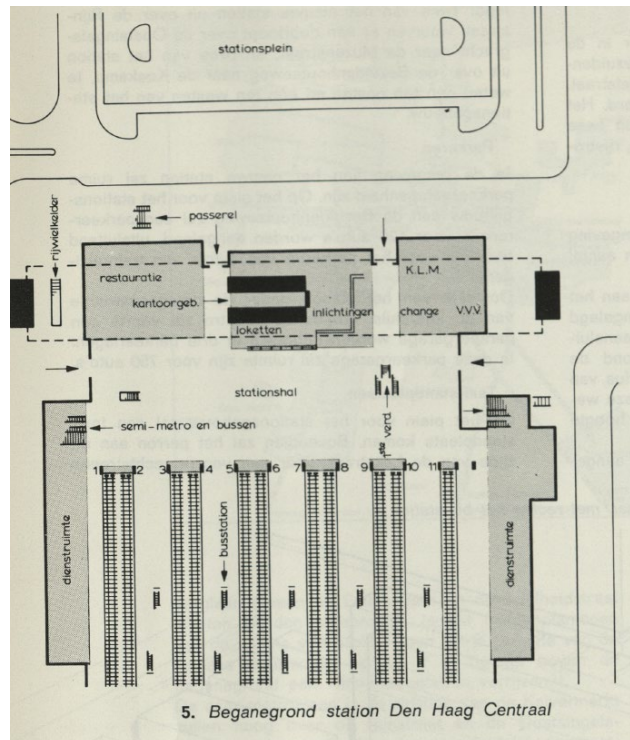 stationsplein
rijwielkelder
passerel
restauratie
K.L.M.
kantoorgeb.
inlichtingen
change
V.V.V.
loketten
stationshal
semi-metro en bussen
1ste verd.
1 2 3 4 5 6 7 8 9 10 11
busstation
dienstruimte
dienstruimte
5. Beganegrond station Den Haag Centraal